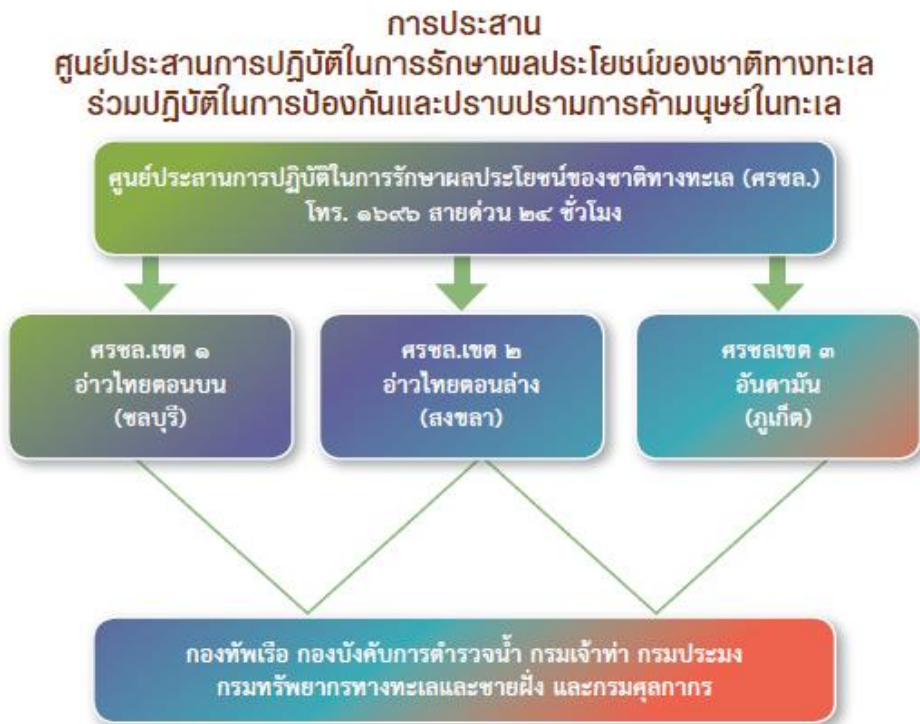 การประสาน
ศูนย์ประสานการปฏิบัติในการรักษาผลประโยชน์ของชาติทางทะเล
ร่วมปฏิบัติในการป้องกันและปราบปรามการค้ามนุษย์ในทะเล
ศูนย์ประสานการปฏิบัติในการรักษาผลประโยชน์ของชาติทางทะเล (ศรชล.)
โทร. ๑๖๙๖ สายด่วน ๒๔ ชั่วโมง
ศรชล.เขต ๑
อ่าวไทยตอนบน
(ชลบุรี)
ศรชล.เขต ๒
อ่าวไทยตอนล่าง
(สงขลา)
ศรชลเขต ๓
อันดามัน
(ภูเก็ต)
กองทัพเรือ กองบังคับการตำรวจน้ำ กรมเจ้าท่า กรมประมง
กรมทรัพยากรทางทะเลและชายฝั่ง และกรมศุลกากร